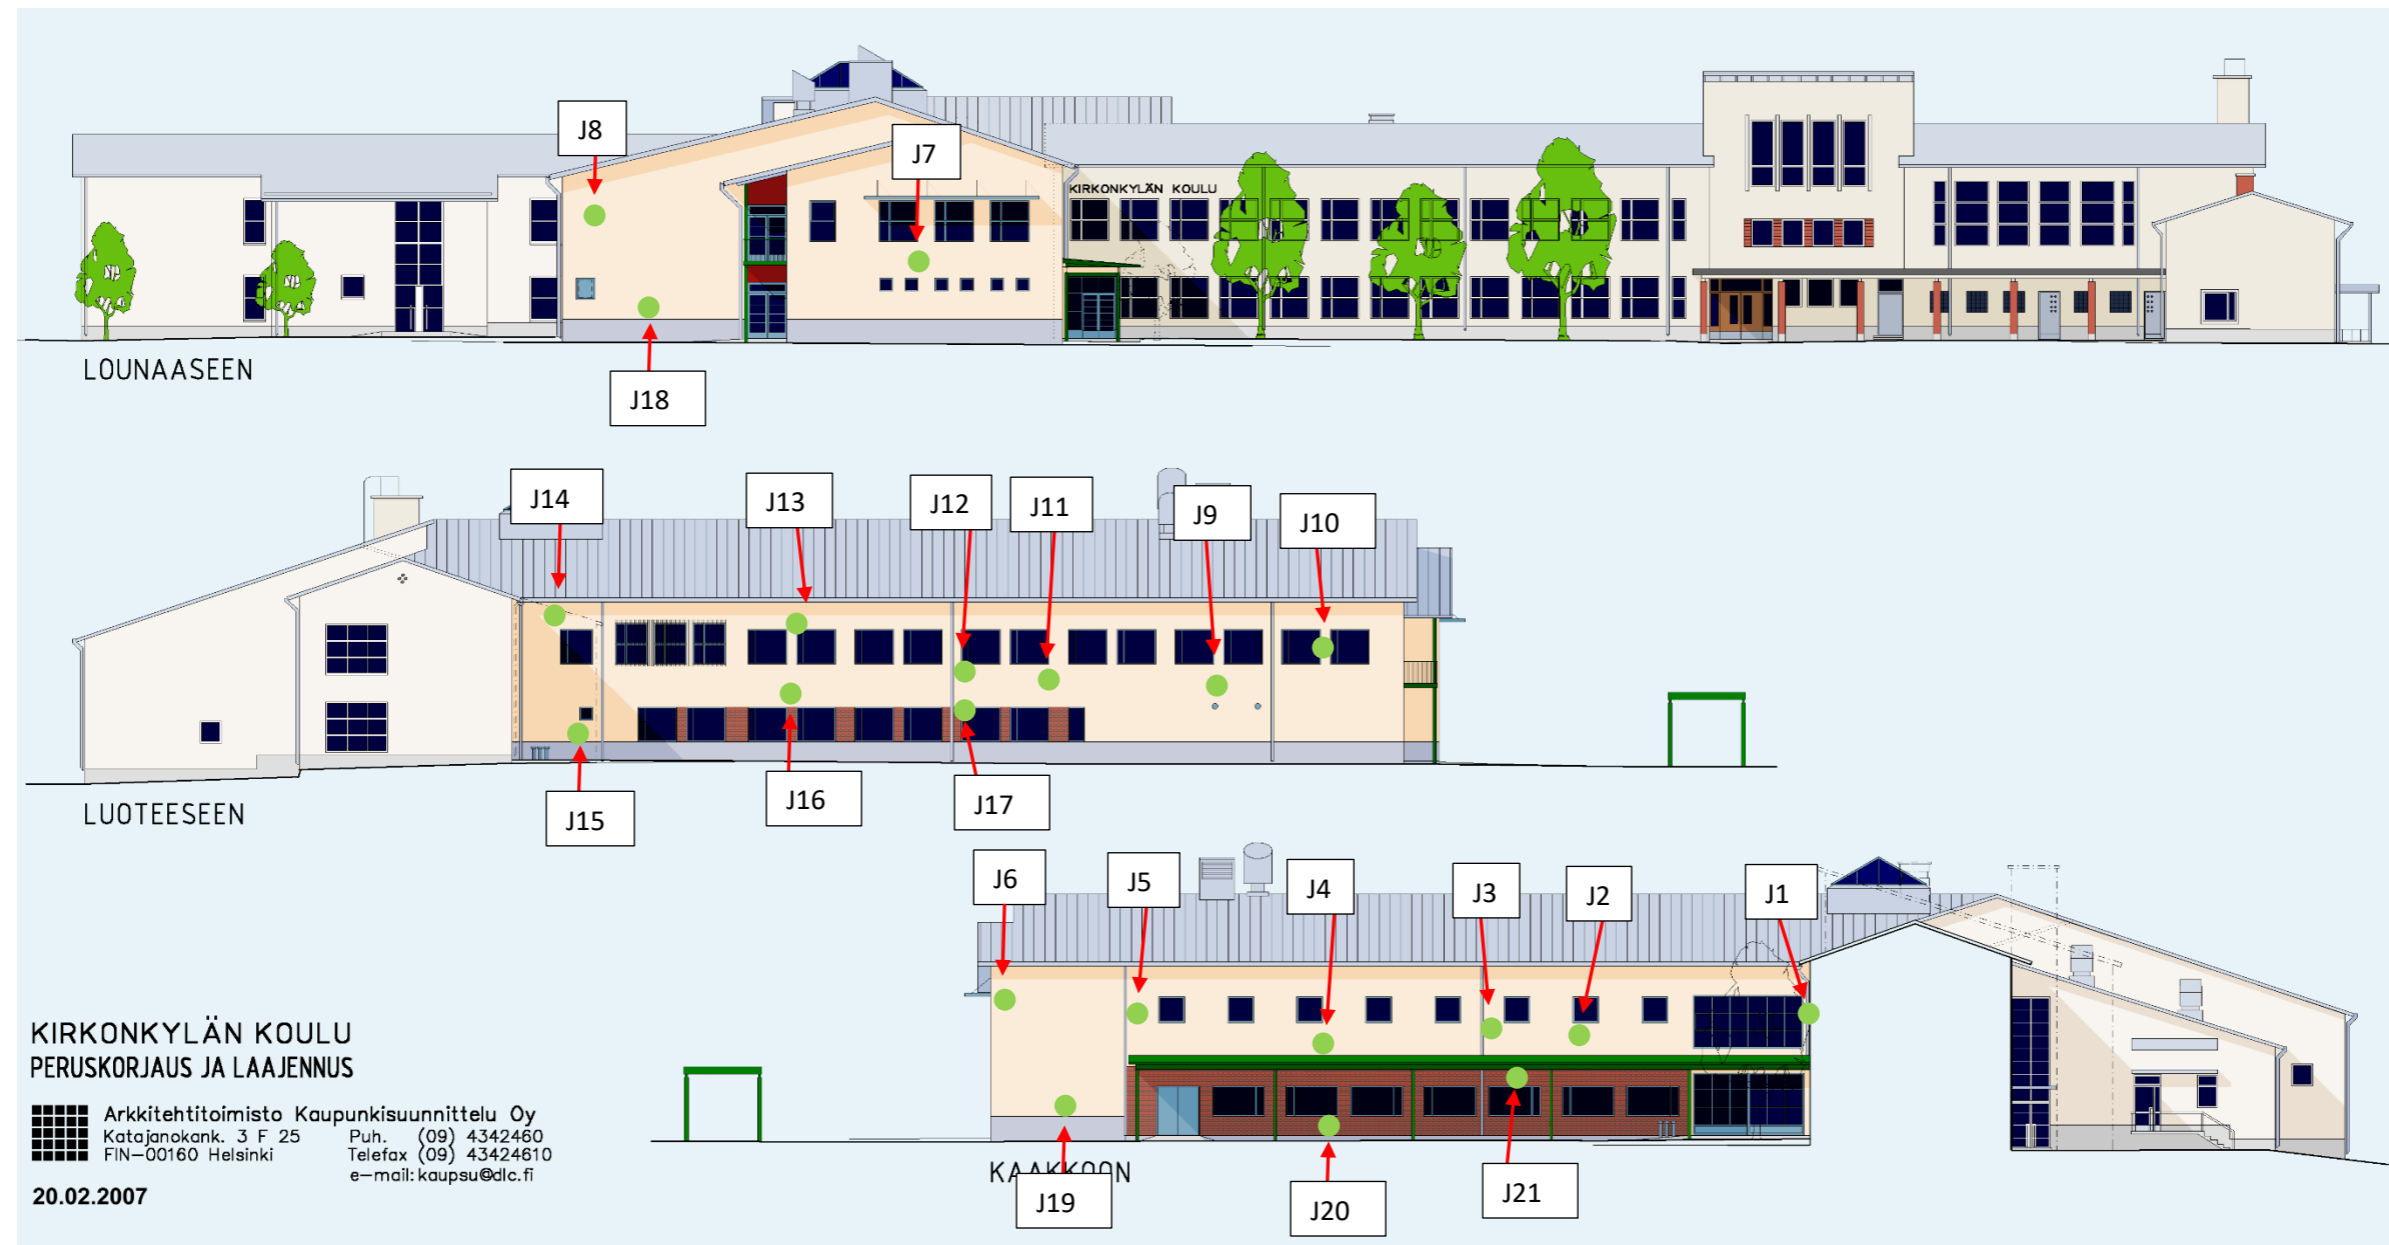 J8
J7
KIRKONKYLÄN KOULU
LOUNAASEEN
J18
J14
J13
J12
J11
J9
J10
LUOTEESEEN
J15
J16
J17
J6
J5
J4
J3
J2
J1
KIRKONKYLÄN KOULU
PERUSKORJAUS JA LAAJENNUS
Arkkitehtitoimisto Kaupunkisuunnittelu Oy
Katajanokank. 3 F 25 Puh. (09) 4342460
FIN-00160 Helsinki Telefax (09) 43424610
e-mail: kaupsu@dlc.fi
20.02.2007
KAAKKOON
J19
J20
J21